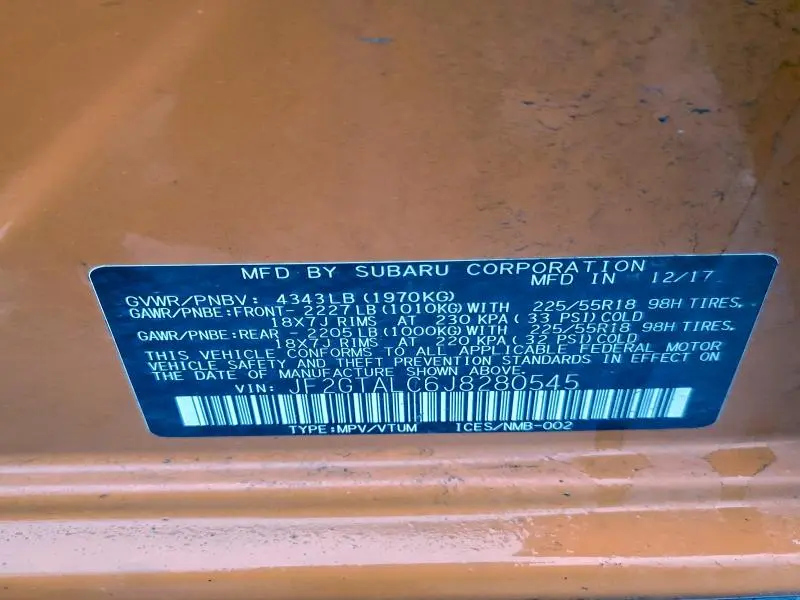 MFD BY SUBARU CORPORATION
MFD IN 12/17
GVWR/PNBV: 4343LB(1970KG)
GAWR/PNBE:FRONT- 2227LB(1010KG)WITH 225/55R18 98H TIRES,
18X7J RIMS AT 230 KPA( 33 PSI)COLD
GAWR/PNBE:REAR - 2205LB(1000KG)WITH 225/55R18 98H TIRES,
18X7J RIMS AT 220 KPA( 32 PSI)COLD
THIS VEHICLE CONFORMS TO ALL APPLICABLE FEDERAL MOTOR
VEHICLE SAFETY AND THEFT PREVENTION STANDARDS IN EFFECT ON
THE DATE OF MANUFACTURE SHOWN ABOVE.
VIN: JF2GTALC6J8280545
TYPE:MPV/VTUM ICES/NMB-002